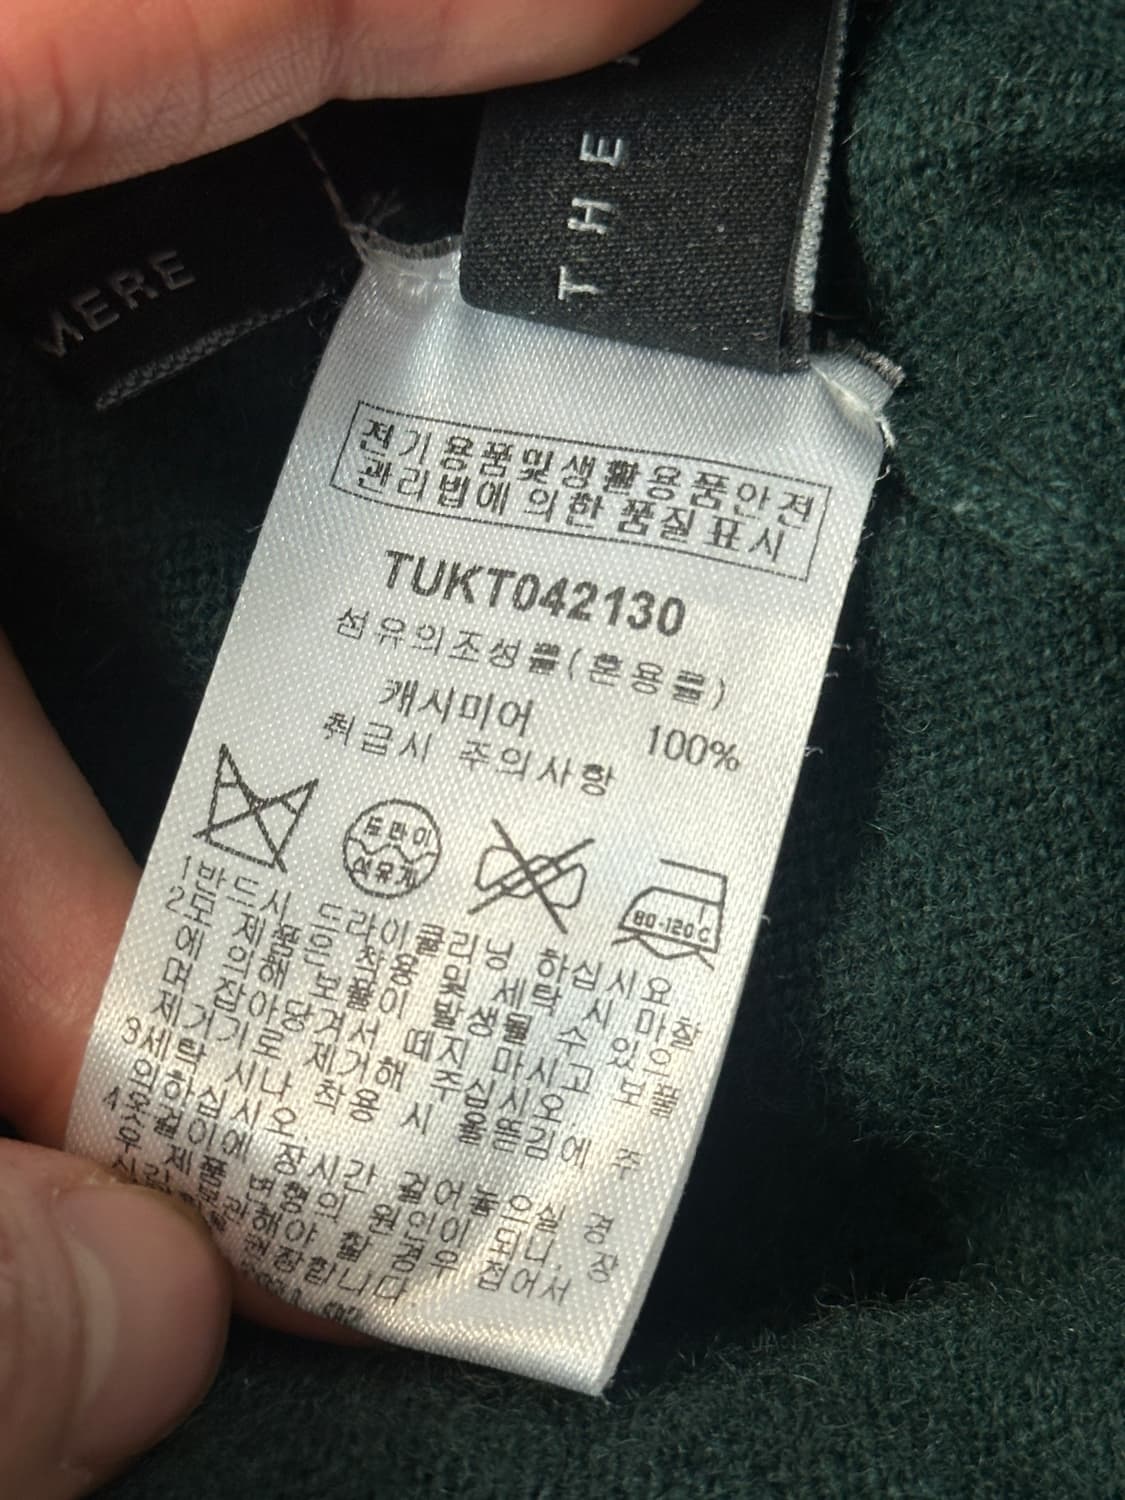 THE
MERE
전기용품및생활용품안전
관리법에 의한 품질표시
TUKT042130
섬유의조성률(혼용률)
캐시미어 100%
취급시 주의사항
드라이
석유계
80-120℃
1반드시 드라이클리닝 하십시요
2모 제품은 착용 및 세탁 시 마찰
에 의해 보풀이 발생될 수 있으
며 잡아당겨서 떼지 마시고 보풀
제거기로 제거해 주십시오.
3세탁 시나 착용 시 올뜯김에 주
의하십시오.
4옷걸이에 장시간 걸어놓으실 경
우 제품 변형의 원인이 되니, 장
시간 보관해야 할 경우 접어서
권장합니다.